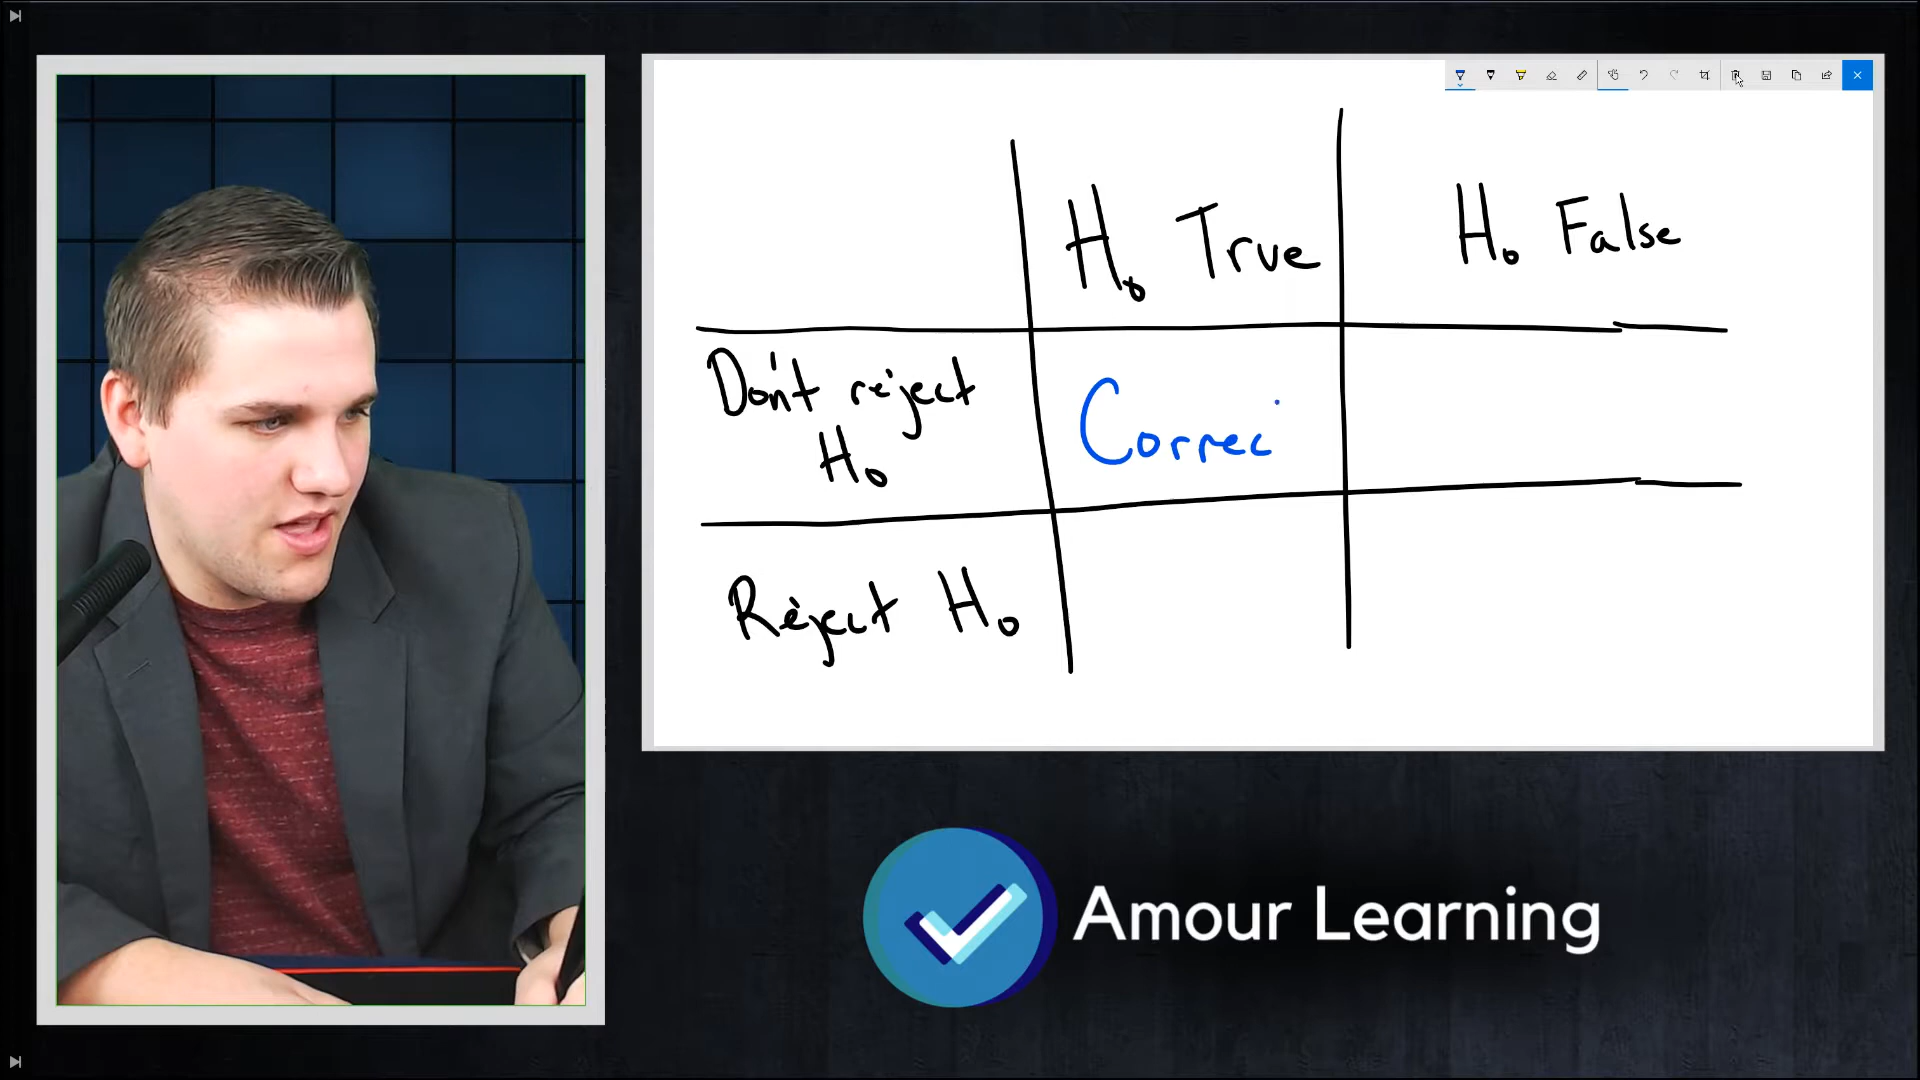 H₀ True
H₀ False
Don't reject
H₀
Correc
Reject H₀
Amour Learning